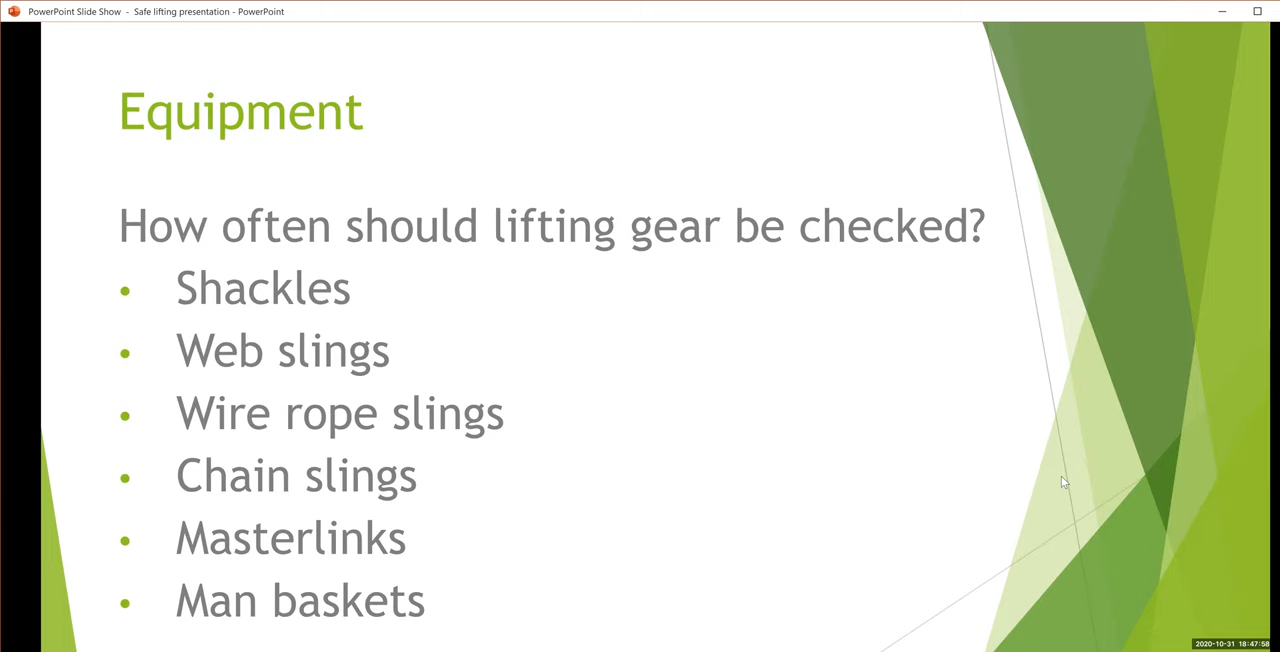 PowerPoint Slide Show - Safe lifting presentation - PowerPoint
Equipment
How often should lifting gear be checked?
• Shackles
• Web slings
• Wire rope slings
• Chain slings
• Masterlinks
• Man baskets
2020-10-31 18:47:58